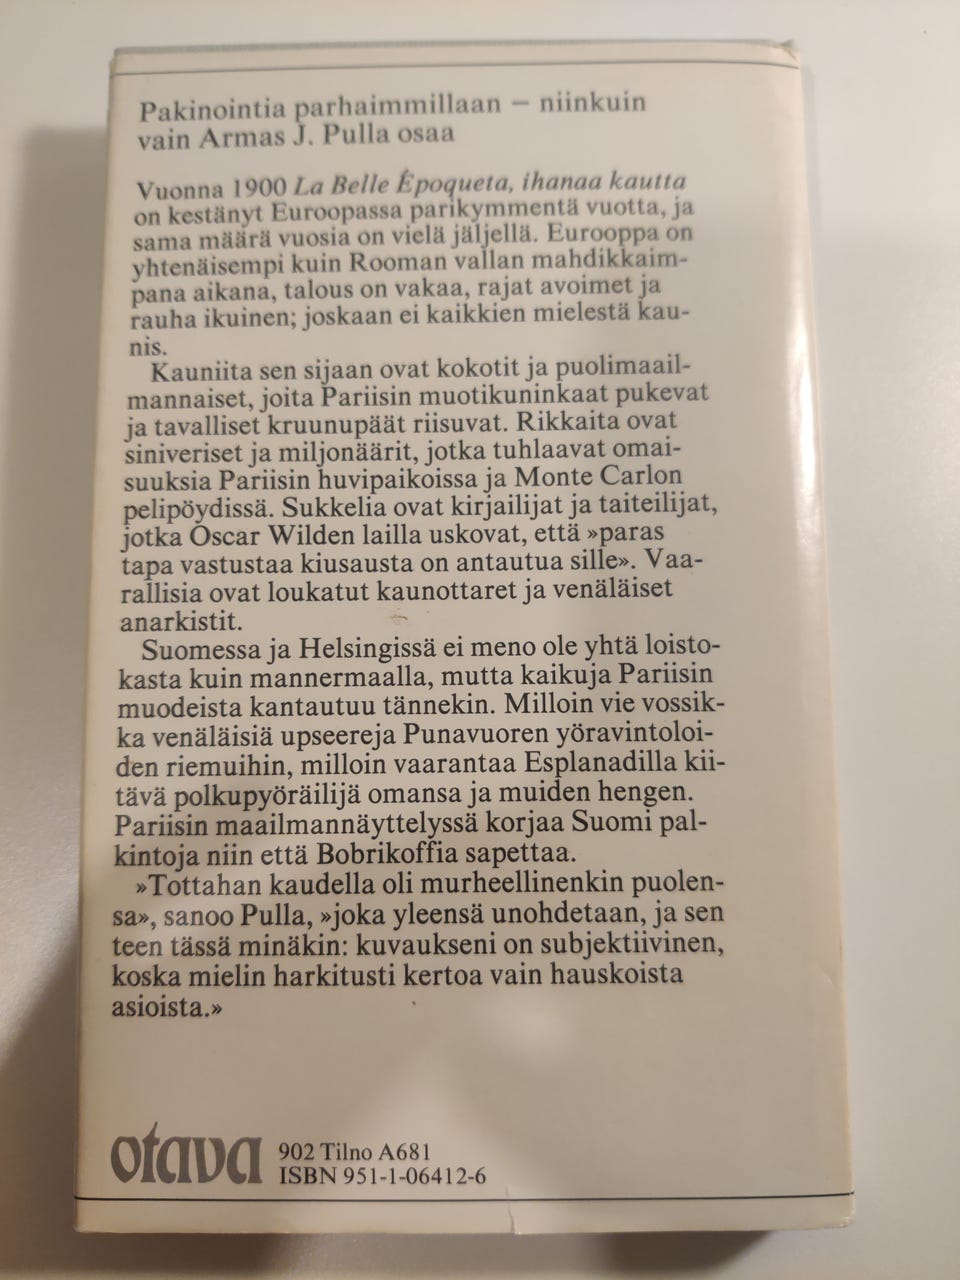 Pakinointia parhaimmillaan – niinkuin
vain Armas J. Pulla osaa
Vuonna 1900 La Belle Époqueta, ihanaa kautta
on kestänyt Euroopassa parikymmentä vuotta, ja
sama määrä vuosia on vielä jäljellä. Eurooppa on
yhtenäisempi kuin Rooman vallan mahdikkaim-
pana aikana, talous on vakaa, rajat avoimet ja
rauha ikuinen; joskaan ei kaikkien mielestä kau-
nis.
Kauniita sen sijaan ovat kokotit ja puolimaail-
mannaiset, joita Pariisin muotikuninkaat pukevat
ja tavalliset kruunupäät riisuvat. Rikkaita ovat
siniveriset ja miljonäärit, jotka tuhlaavat omai-
suuksia Pariisin huvipaikoissa ja Monte Carlon
pelipöydissä. Sukkelia ovat kirjailijat ja taiteilijat,
jotka Oscar Wilden lailla uskovat, että »paras
tapa vastustaa kiusausta on antautua sille». Vaa-
rallisia ovat loukatut kaunottaret ja venäläiset
anarkistit.
Suomessa ja Helsingissä ei meno ole yhtä loisto-
kasta kuin mannermaalla, mutta kaikuja Pariisin
muodeista kantautuu tännekin. Milloin vie vossik-
ka venäläisiä upseereja Punavuoren yöravintoloi-
den riemuihin, milloin vaarantaa Esplanadilla kii-
tävä polkupyöräilijä omansa ja muiden hengen.
Pariisin maailmannäyttelyssä korjaa Suomi pal-
kintoja niin että Bobrikoffia sapettaa.
»Tottahan kaudella oli murheellinenkin puolen-
sa», sanoo Pulla, »joka yleensä unohdetaan, ja sen
teen tässä minäkin: kuvaukseni on subjektiivinen,
koska mielin harkitusti kertoa vain hauskoista
asioista.»
otava
902 Tilno A681
ISBN 951-1-06412-6